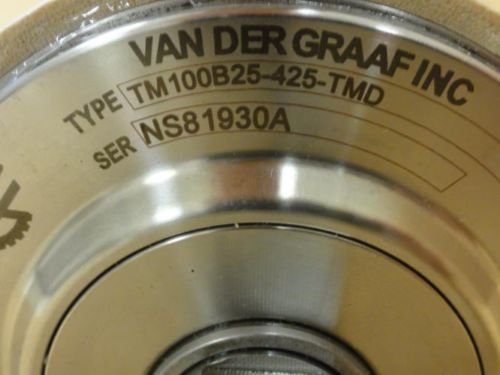 VAN DER GRAAF INC
TYPE TM100B25-425-TMD
SER NS81930A